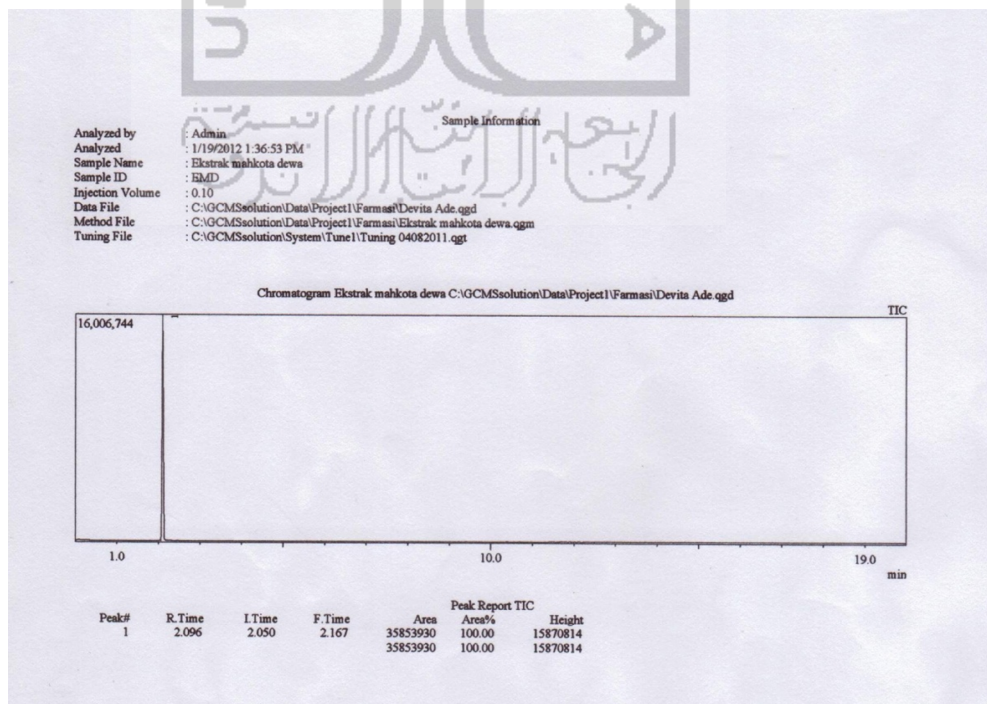 Sample Information
Analyzed by : Admin
Analyzed : 1/19/2012 1:36:53 PM
Sample Name : Ekstrak mahkota dewa
Sample ID : EMD
Injection Volume : 0.10
Data File : C:\GCMSsolution\Data\Project1\Farmasi\Devita Ade.qgd
Method File : C:\GCMSsolution\Data\Project1\Farmasi\Ekstrak mahkota dewa.qgm
Tuning File : C:\GCMSsolution\System\Tune1\Tuning 04082011.qgt
Chromatogram Ekstrak mahkota dewa C:\GCMSsolution\Data\Project1\Farmasi\Devita Ade.qgd
TIC
16,006,744
1.0 10.0 19.0
min
Peak Report TIC
Peak# R.Time I.Time F.Time Area Area% Height
1 2.096 2.050 2.167 35853930 100.00 15870814
35853930 100.00 15870814